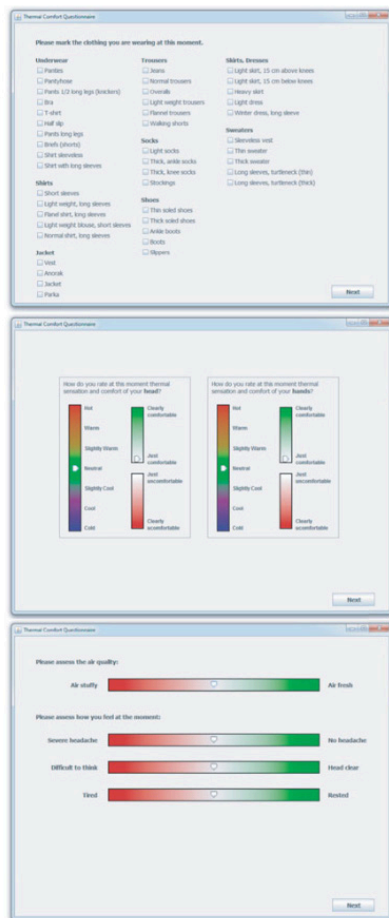 Thermal Comfort Questionnaire
Please mark the clothing you are wearing at this moment.
Underwear
Panties
Pantyhose
Pants 1/2 long legs (knickers)
Bra
T-shirt
Half slip
Pants long legs
Briefs (shorts)
Shirt sleeveless
Shirt with long sleeves
Shirts
Short sleeves
Light weight, long sleeves
Flanel shirt, long sleeves
Light weight blouse, short sleeves
Normal shirt, long sleeves
Jacket
Vest
Anorak
Jacket
Parka
Trousers
Jeans
Normal trousers
Overalls
Light weight trousers
Flannel trousers
Walking shorts
Socks
Light socks
Thick, ankle socks
Thick, knee socks
Stockings
Shoes
Thin soled shoes
Thick soled shoes
Ankle boots
Boots
Slippers
Skirts, Dresses
Light skirt, 15 cm above knees
Light skirt, 15 cm below knees
Heavy skirt
Light dress
Winter dress, long sleeve
Sweaters
Sleeveless vest
Thin sweater
Thick sweater
Long sleeves, turtleneck (thin)
Long sleeves, turtleneck (thick)
Next
Thermal Comfort Questionnaire
How do you rate at this moment thermal
sensation and comfort of your head?
Hot
Warm
Slightly Warm
Neutral
Slightly Cool
Cool
Cold
Clearly
comfortable
Just
comfortable
Just
uncomfortable
Clearly
uncomfortable
How do you rate at this moment thermal
sensation and comfort of your hands?
Hot
Warm
Slightly Warm
Neutral
Slightly Cool
Cool
Cold
Clearly
comfortable
Just
comfortable
Just
uncomfortable
Clearly
uncomfortable
Next
Thermal Comfort Questionnaire
Please assess the air quality:
Air stuffy
Air fresh
Please assess how you feel at the moment:
Severe headache
No headache
Difficult to think
Head clear
Tired
Rested
Next